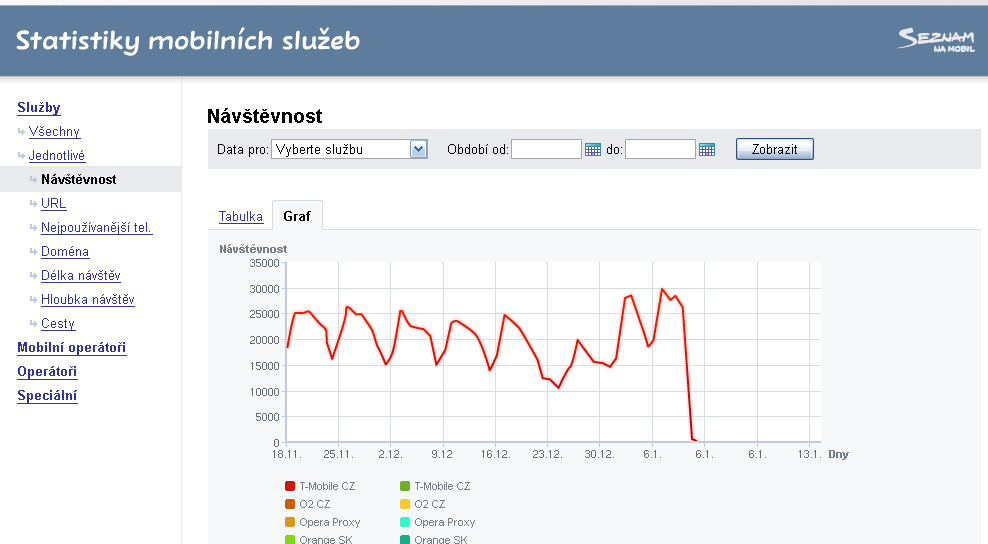 Statistiky mobilních služeb
SEZNAM
NA MOBIL
Služby
Všechny
Jednotlivé
Návštěvnost
URL
Nejpoužívanější tel.
Doména
Délka návštěv
Hloubka návštěv
Cesty
Mobilní operátoři
Operátoři
Speciální
Návštěvnost
Data pro: Vyberte službu Období od: do: Zobrazit
Tabulka Graf
Návštěvnost
35000
30000
25000
20000
15000
10000
5000
0
18.11. 25.11. 2.12. 9.12 16.12. 23.12. 30.12. 6.1. 6.1. 6.1. 13.1. Dny
T-Mobile CZ T-Mobile CZ
O2 CZ O2 CZ
Opera Proxy Opera Proxy
Orange SK Orange SK